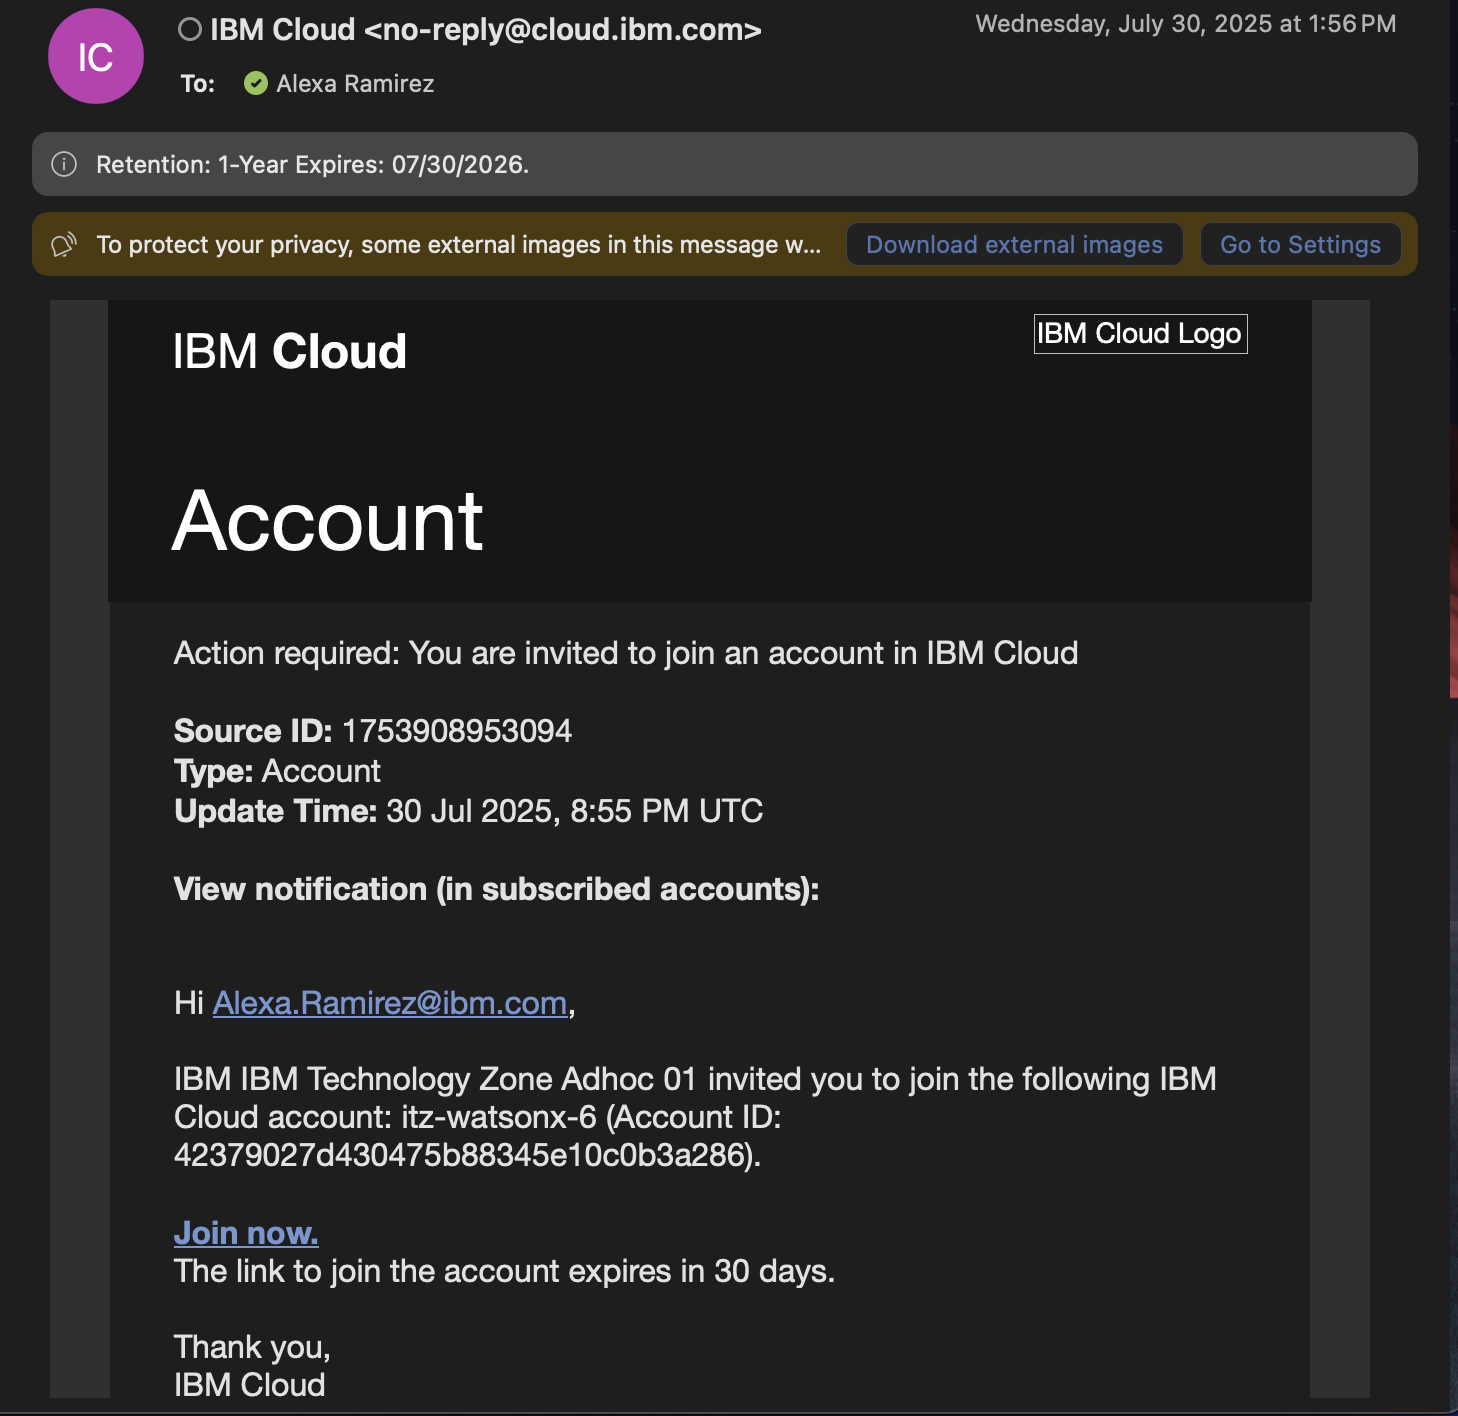 IC
IBM Cloud <no-reply@cloud.ibm.com>
Wednesday, July 30, 2025 at 1:56 PM
To: Alexa Ramirez
Retention: 1-Year Expires: 07/30/2026.
To protect your privacy, some external images in this message w... Download external images Go to Settings
IBM Cloud
IBM Cloud Logo
Account
Action required: You are invited to join an account in IBM Cloud
Source ID: 1753908953094
Type: Account
Update Time: 30 Jul 2025, 8:55 PM UTC
View notification (in subscribed accounts):
Hi Alexa.Ramirez@ibm.com,
IBM IBM Technology Zone Adhoc 01 invited you to join the following IBM
Cloud account: itz-watsonx-6 (Account ID:
42379027d430475b88345e10c0b3a286).
Join now.
The link to join the account expires in 30 days.
Thank you,
IBM Cloud